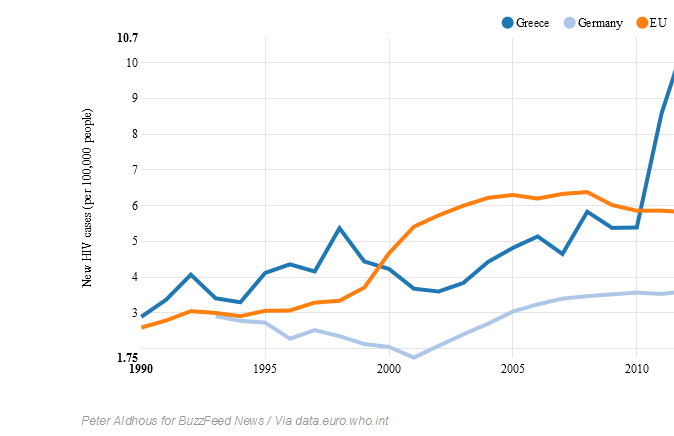 Greece Germany EU
10.7
10
9
8
7
6
5
4
3
1.75
New HIV cases (per 100,000 people)
1990 1995 2000 2005 2010
Peter Aldhous for BuzzFeed News / Via data.euro.who.int